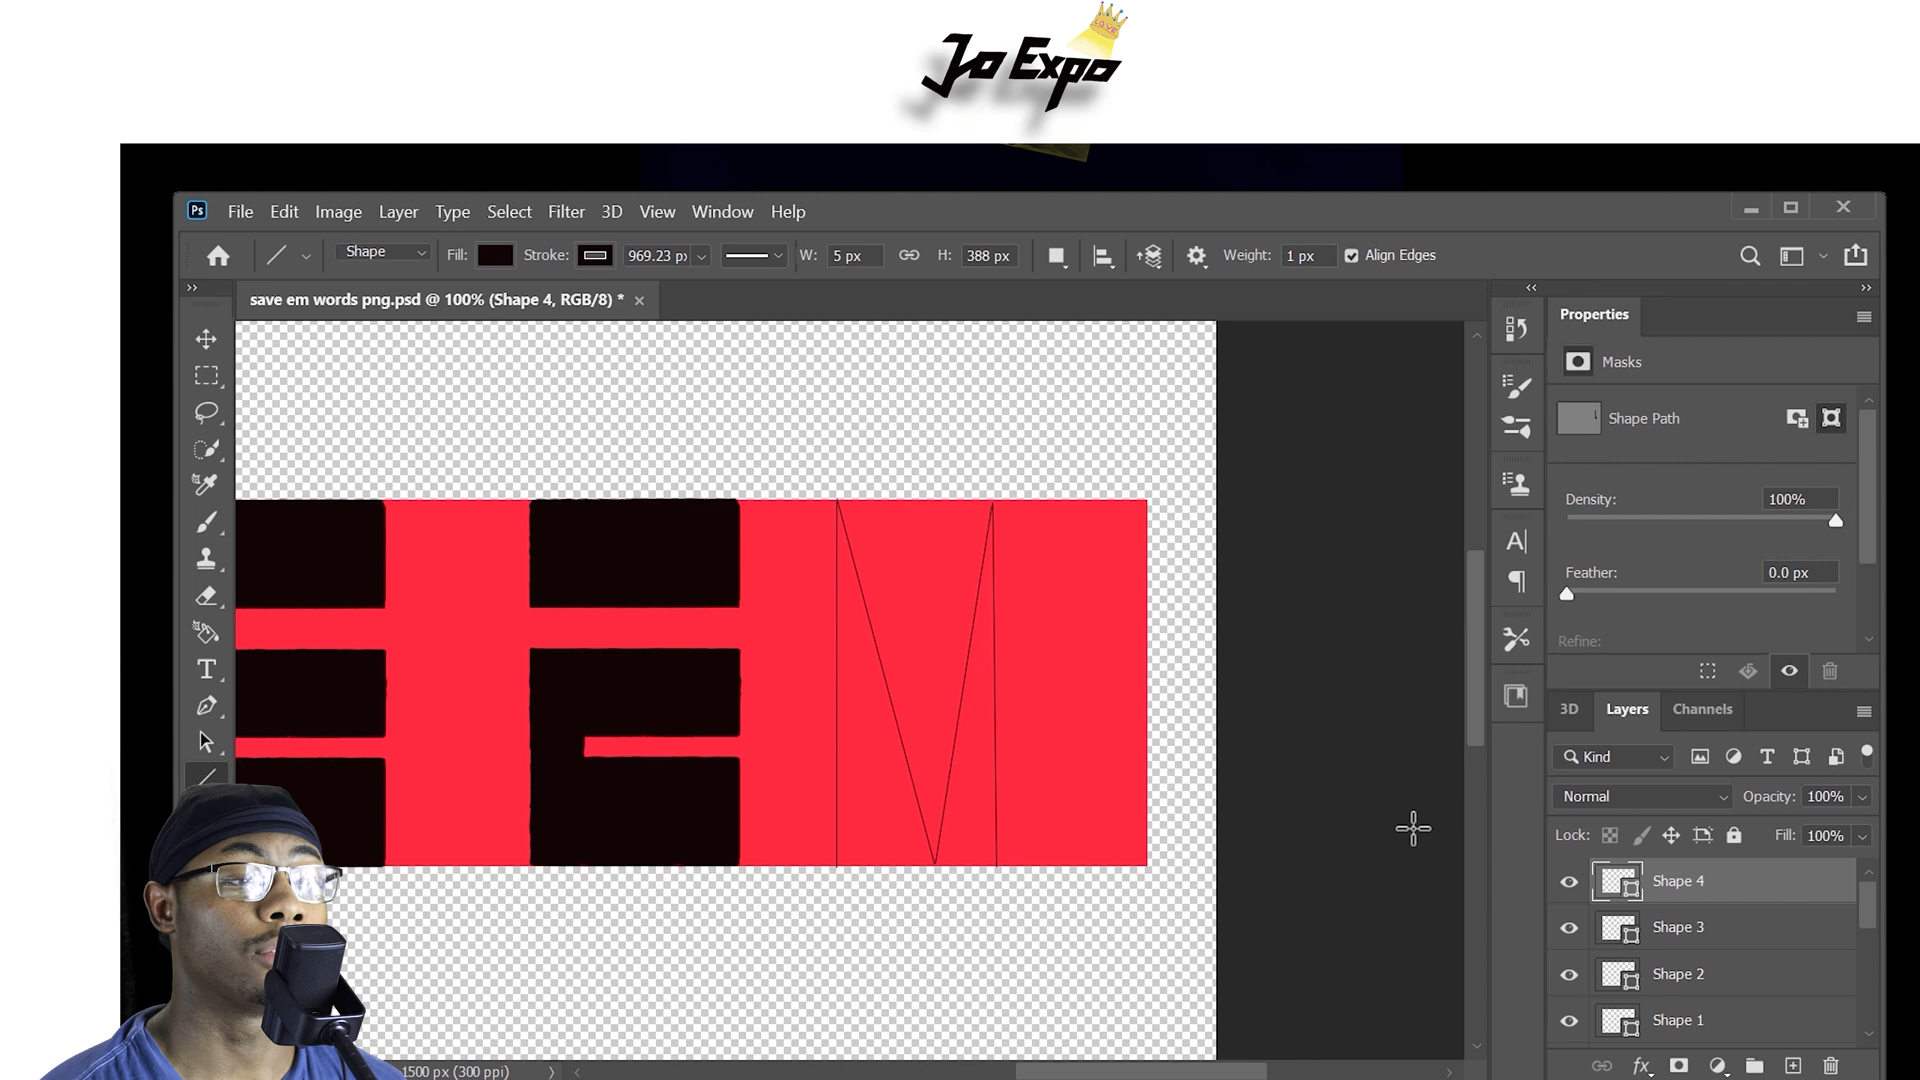 Jo Expo
LOVE
Ps File Edit Image Layer Type Select Filter 3D View Window Help
Shape Fill: Stroke: 969.23 p W: 5 px H: 388 px Weight: 1 px Align Edges
save em words png.psd @ 100% (Shape 4, RGB/8) *
Properties
Masks
Shape Path
Density: 100%
Feather: 0.0 px
Refine:
3D Layers Channels
Kind
Normal Opacity: 100%
Lock: Fill: 100%
Shape 4
Shape 3
Shape 2
Shape 1
1500 px (300 ppi)